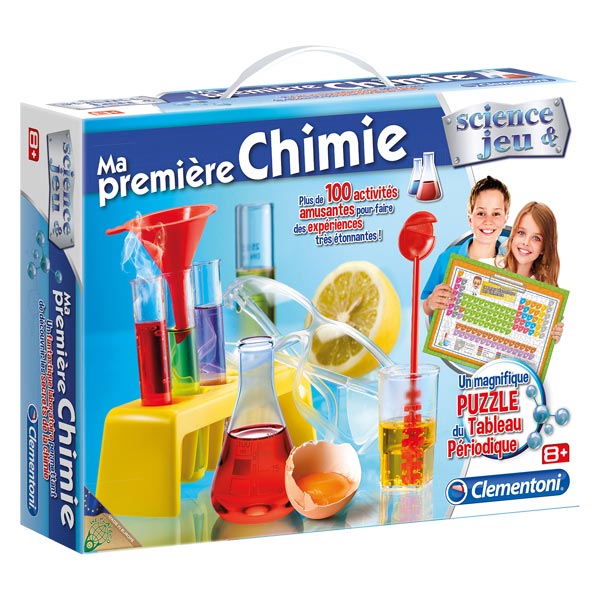 Ma
première Chimie
science
& jeu
Plus de 100 activités
amusantes pour faire
des expériences
très étonnantes !
Un magnifique
PUZZLE
du Tableau
Périodique
8+
Clementoni
8+
science
& jeu
Ma
première Chimie
Clementoni